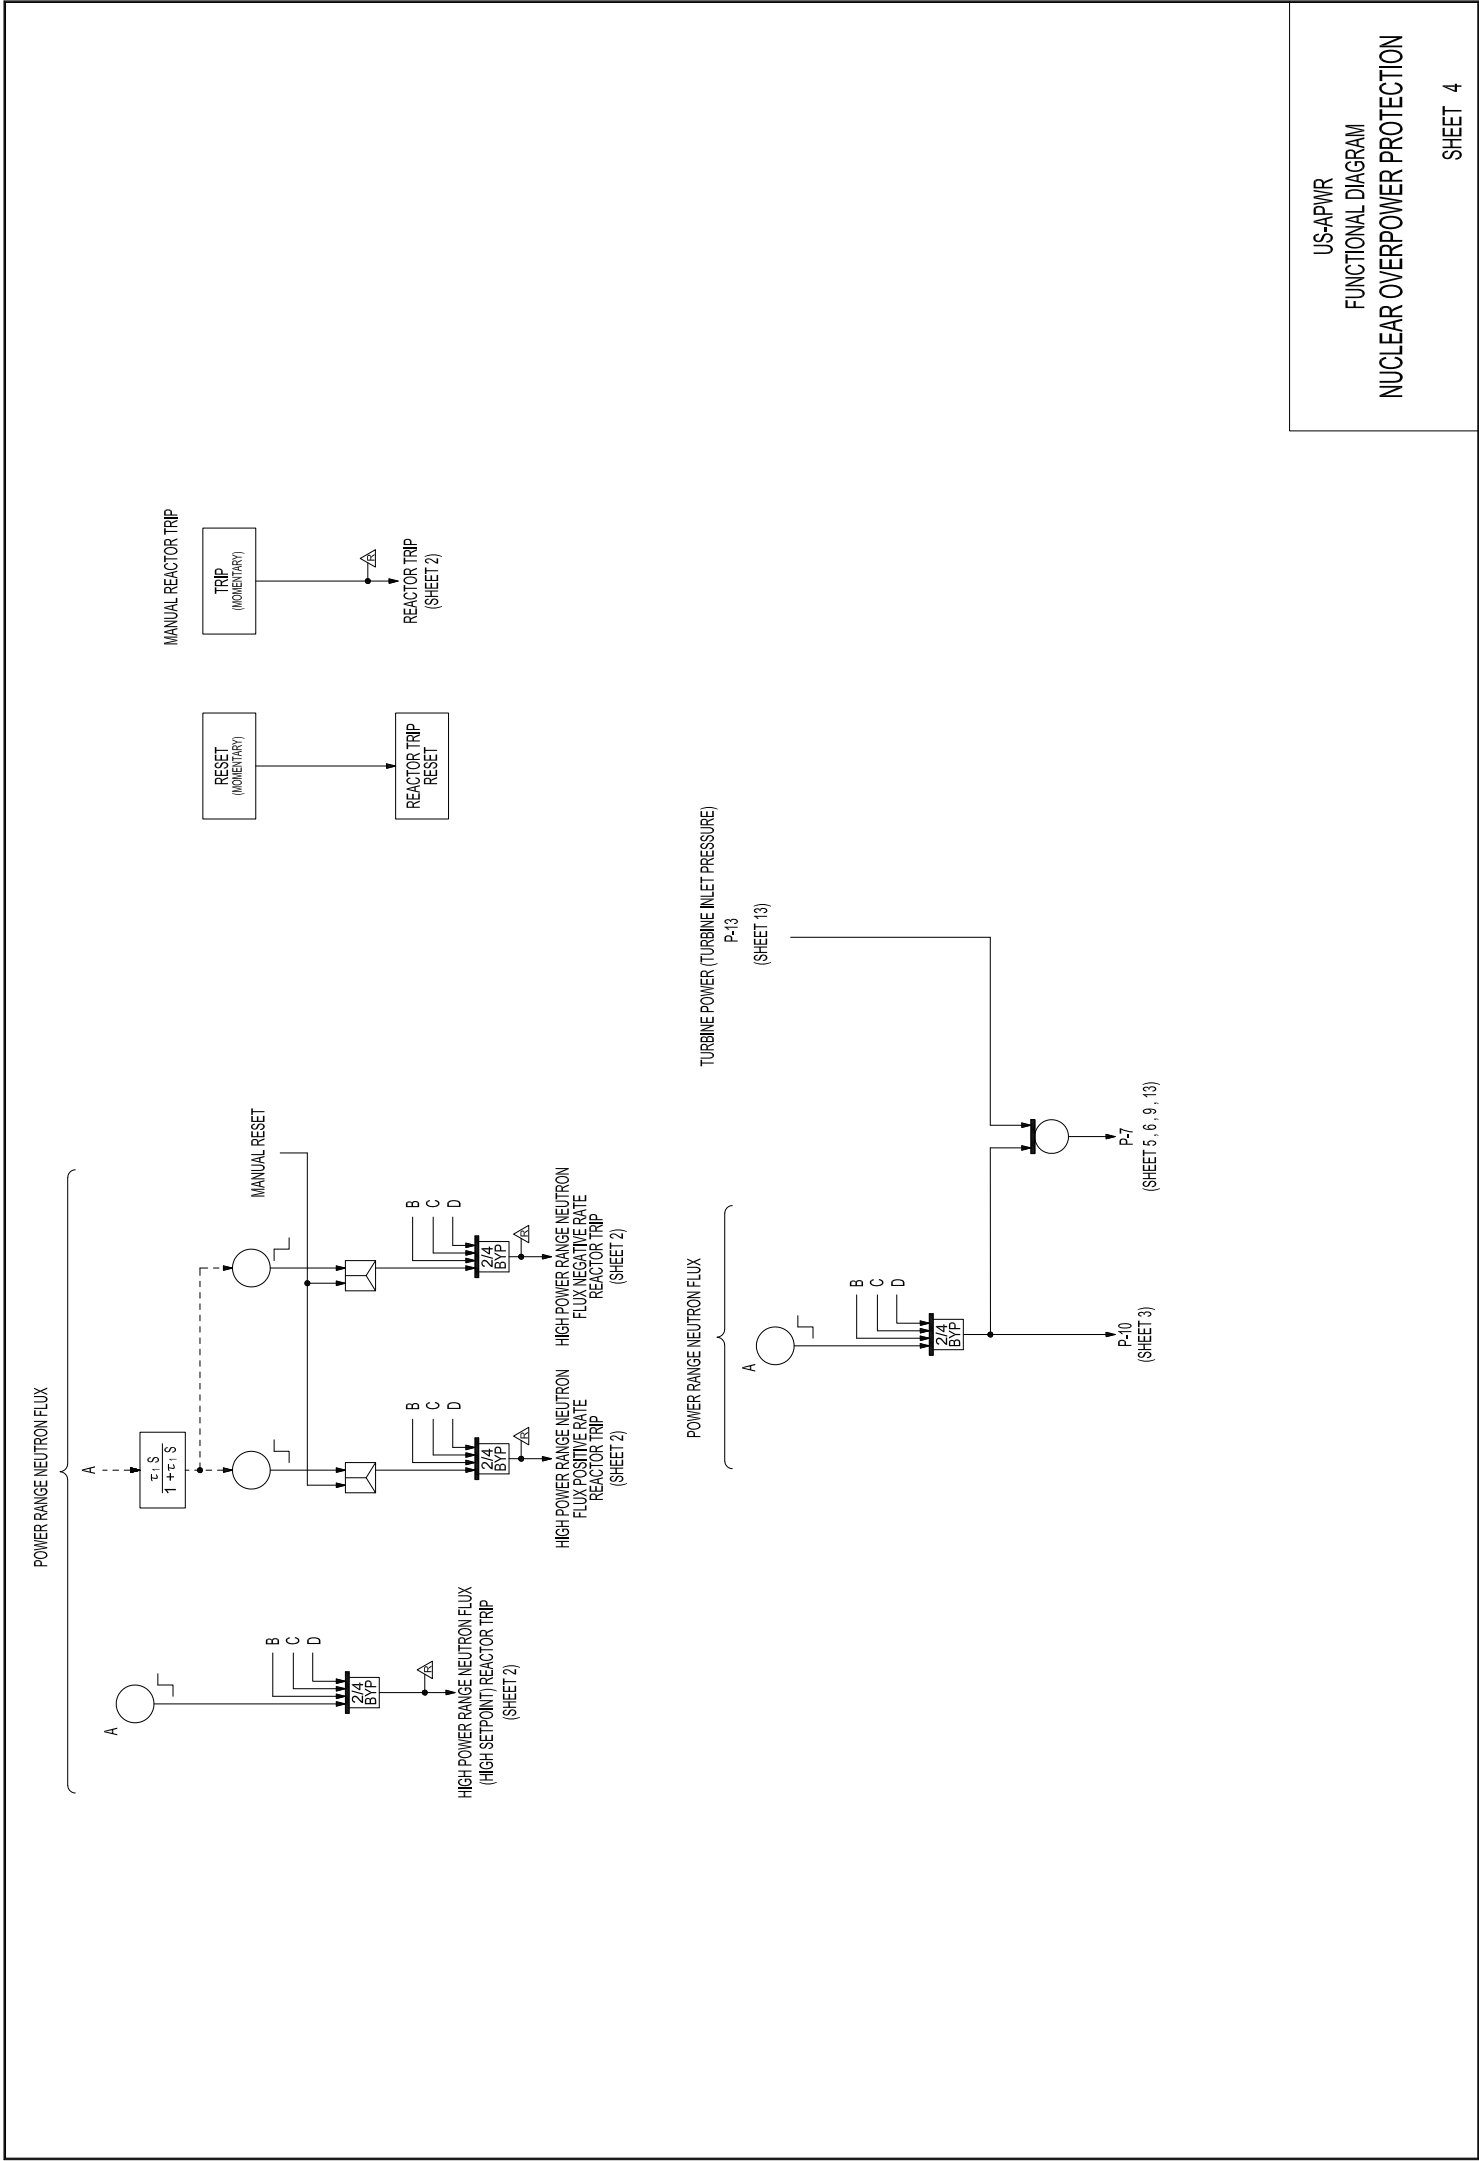 POWER RANGE NEUTRON FLUX
A
A
τ₁ S
1 + τ₁ S
MANUAL RESET
B
C
D
2/4
BYP
R
HIGH POWER RANGE NEUTRON FLUX
(HIGH SETPOINT) REACTOR TRIP
(SHEET 2)
B
C
D
2/4
BYP
R
HIGH POWER RANGE NEUTRON
FLUX POSITIVE RATE
REACTOR TRIP
(SHEET 2)
B
C
D
2/4
BYP
R
HIGH POWER RANGE NEUTRON
FLUX NEGATIVE RATE
REACTOR TRIP
(SHEET 2)
RESET
(MOMENTARY)
REACTOR TRIP
RESET
MANUAL REACTOR TRIP
TRIP
(MOMENTARY)
R
REACTOR TRIP
(SHEET 2)
POWER RANGE NEUTRON FLUX
A
B
C
D
2/4
BYP
P-10
(SHEET 3)
TURBINE POWER (TURBINE INLET PRESSURE)
P-13
(SHEET 13)
P-7
(SHEET 5 , 6 , 9 , 13)
US-APWR
FUNCTIONAL DIAGRAM
NUCLEAR OVERPOWER PROTECTION
SHEET 4